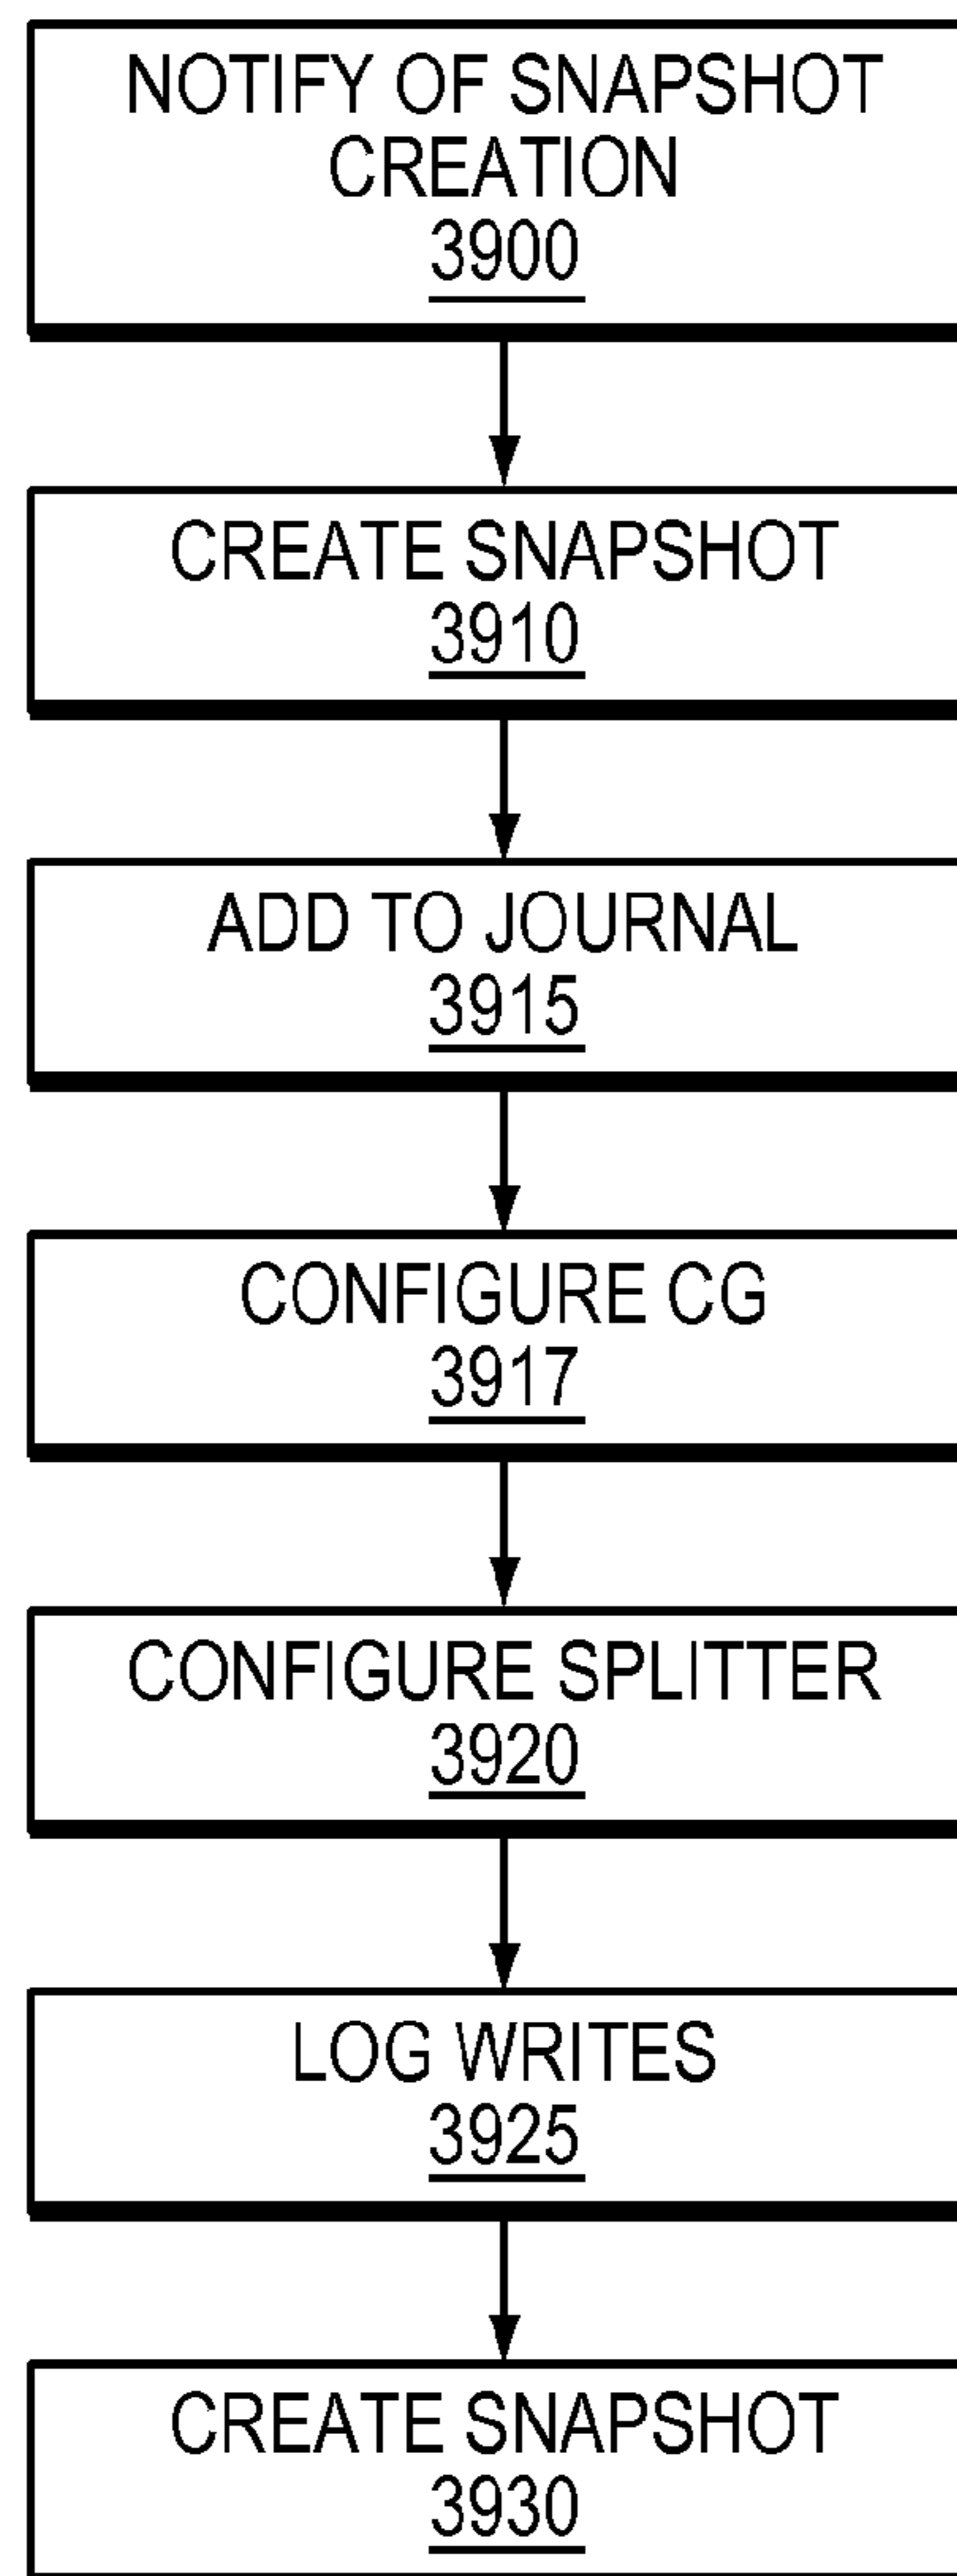 NOTIFY OF SNAPSHOT
CREATION
3900
CREATE SNAPSHOT
3910
ADD TO JOURNAL
3915
CONFIGURE CG
3917
CONFIGURE SPLITTER
3920
LOG WRITES
3925
CREATE SNAPSHOT
3930